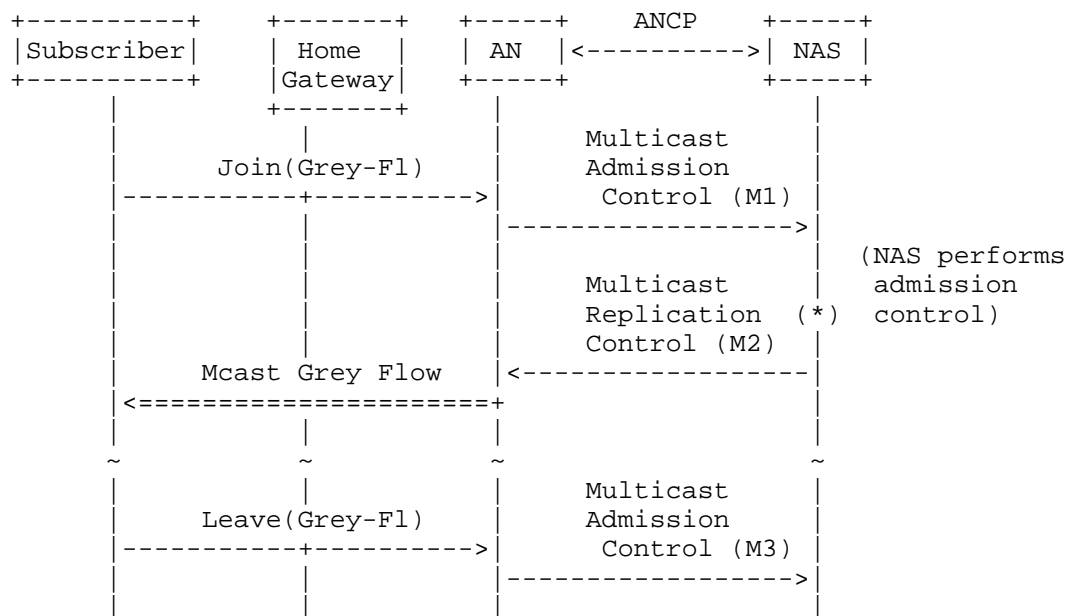 ANCP
Subscriber Home AN <----------> NAS
Gateway
Multicast
Join(Grey-Fl) Admission
Control (M1)
(NAS performs
Multicast admission
Replication (*) control)
Control (M2)
Mcast Grey Flow
Multicast
Leave(Grey-Fl) Admission
Control (M3)